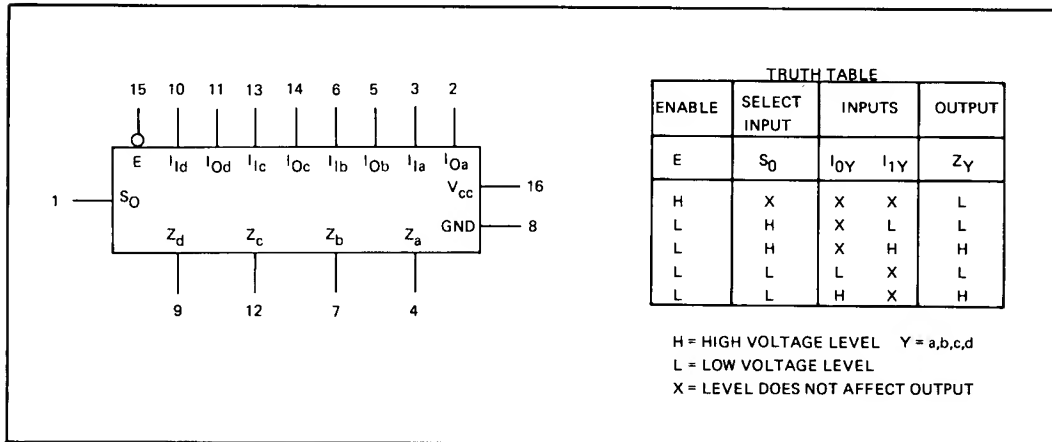 15 10 11 13 14 6 5 3 2
E I1d I0d I1c I0c I1b I0b I1a I0a
1 S0 Vcc 16
GND 8
Zd Zc Zb Za
9 12 7 4
TRUTH TABLE
ENABLE SELECT INPUT INPUTS OUTPUT
E S0 I0Y I1Y ZY
H X X X L
L H X L L
L H X H H
L L L X L
L L H X H
H = HIGH VOLTAGE LEVEL Y = a,b,c,d
L = LOW VOLTAGE LEVEL
X = LEVEL DOES NOT AFFECT OUTPUT